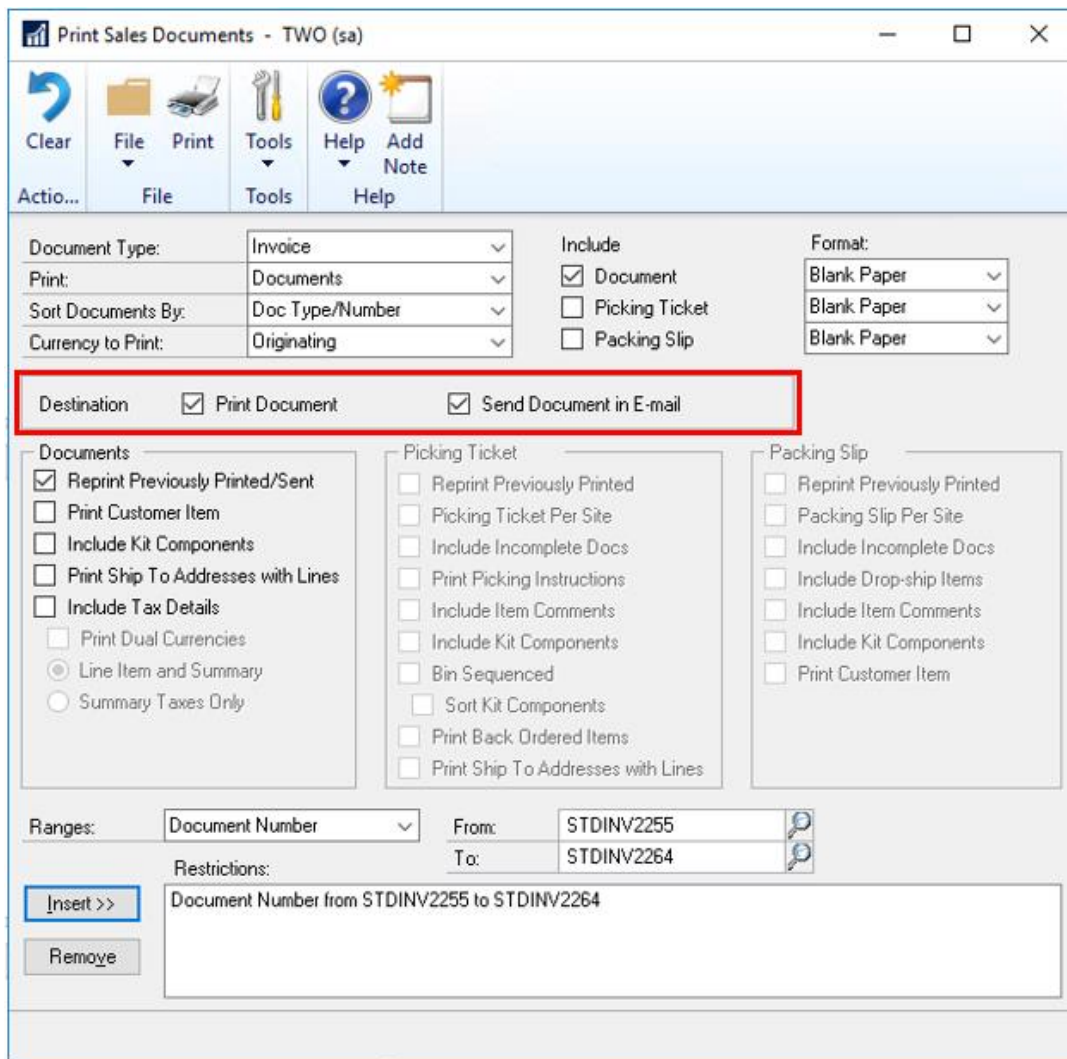 Print Sales Documents - TWO (sa)
Clear
File
Print
Tools
Help
Add Note
Actio...
File
Tools
Help
Document Type: Invoice
Print: Documents
Sort Documents By: Doc Type/Number
Currency to Print: Originating
Include
Document
Picking Ticket
Packing Slip
Format:
Blank Paper
Blank Paper
Blank Paper
Destination Print Document Send Document in E-mail
Documents
Reprint Previously Printed/Sent
Print Customer Item
Include Kit Components
Print Ship To Addresses with Lines
Include Tax Details
Print Dual Currencies
Line Item and Summary
Summary Taxes Only
Picking Ticket
Reprint Previously Printed
Picking Ticket Per Site
Include Incomplete Docs
Print Picking Instructions
Include Item Comments
Include Kit Components
Bin Sequenced
Sort Kit Components
Print Back Ordered Items
Print Ship To Addresses with Lines
Packing Slip
Reprint Previously Printed
Packing Slip Per Site
Include Incomplete Docs
Include Drop-ship Items
Include Item Comments
Include Kit Components
Print Customer Item
Ranges: Document Number From: STDINV2255
To: STDINV2264
Restrictions:
Insert >>
Document Number from STDINV2255 to STDINV2264
Remove